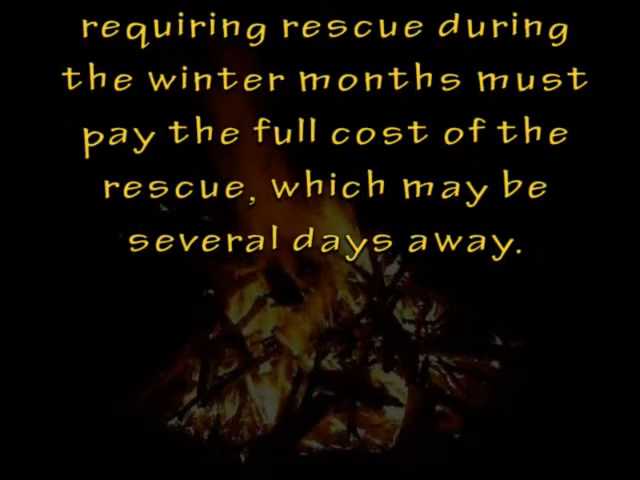 requiring rescue during
the winter months must
pay the full cost of the
rescue, which may be
several days away.